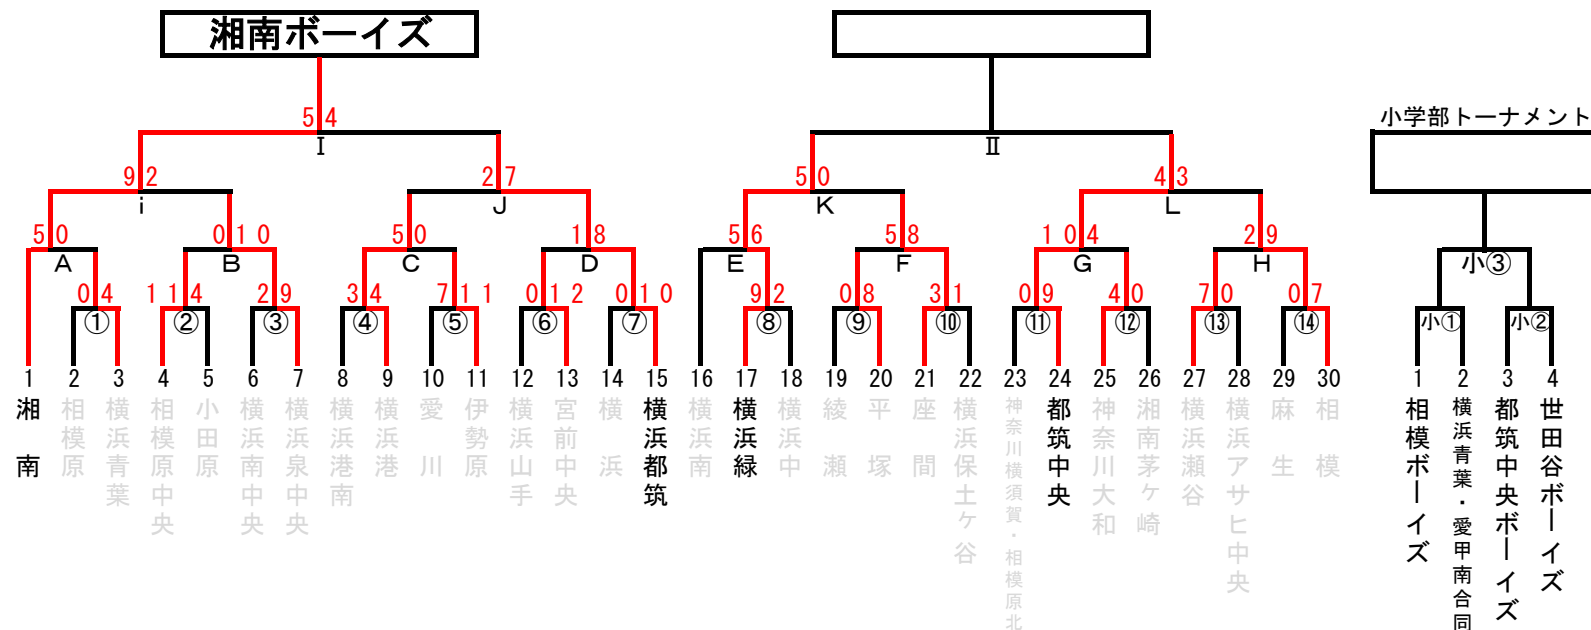 湘南ボーイズ
小学部トーナメント
5 4
Ⅰ
Ⅱ
9 2
2 7
5 0
4 3
i
J
K
L
5 0
0 10
5 0
1 8
5 6
5 8
10 4
2 9
A
B
C
D
E
F
G
H
小③
0 4
11 4
2 9
3 4
7 11
0 12
0 10
9 2
0 8
3 1
0 9
4 0
7 0
0 7
①
②
③
④
⑤
⑥
⑦
⑧
⑨
⑩
⑪
⑫
⑬
⑭
小①
小②
1 湘南
2 相模原
3 横浜青葉
4 相模原中央
5 小田原
6 横浜南中央
7 横浜泉中央
8 横浜港南
9 横浜港
10 愛川
11 伊勢原
12 横浜山手
13 宮前中央
14 横浜
15 横浜都筑
16 横浜南
17 横浜緑
18 横浜中
19 綾瀬
20 平塚
21 座間
22 横浜保土ケ谷
23 神奈川横須賀・相模原北
24 都筑中央
25 神奈川大和
26 湘南茅ケ崎
27 横浜瀬谷
28 横浜アサヒ中央
29 麻生
30 相模
1 相模ボーイズ
2 横浜青葉・愛甲南合同
3 都筑中央ボーイズ
4 世田谷ボーイズ